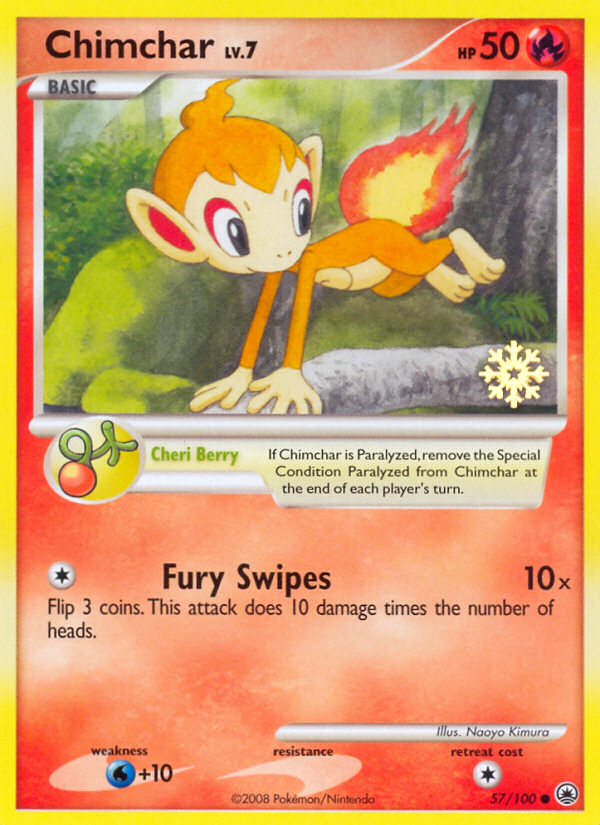 Chimchar LV.7
HP 50
BASIC
Cheri Berry
If Chimchar is Paralyzed, remove the Special
Condition Paralyzed from Chimchar at
the end of each player's turn.
Fury Swipes 10x
Flip 3 coins. This attack does 10 damage times the number of
heads.
Illus. Naoyo Kimura
weakness resistance retreat cost
+10
©2008 Pokémon/Nintendo
57/100